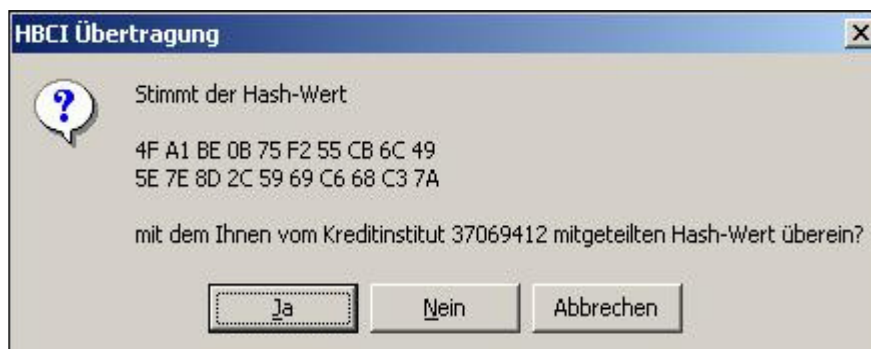 HBCI Übertragung
Stimmt der Hash-Wert
4F A1 BE 0B 75 F2 55 CB 6C 49
5E 7E 8D 2C 59 69 C6 68 C3 7A
mit dem Ihnen vom Kreditinstitut 37069412 mitgeteilten Hash-Wert überein?
Ja Nein Abbrechen